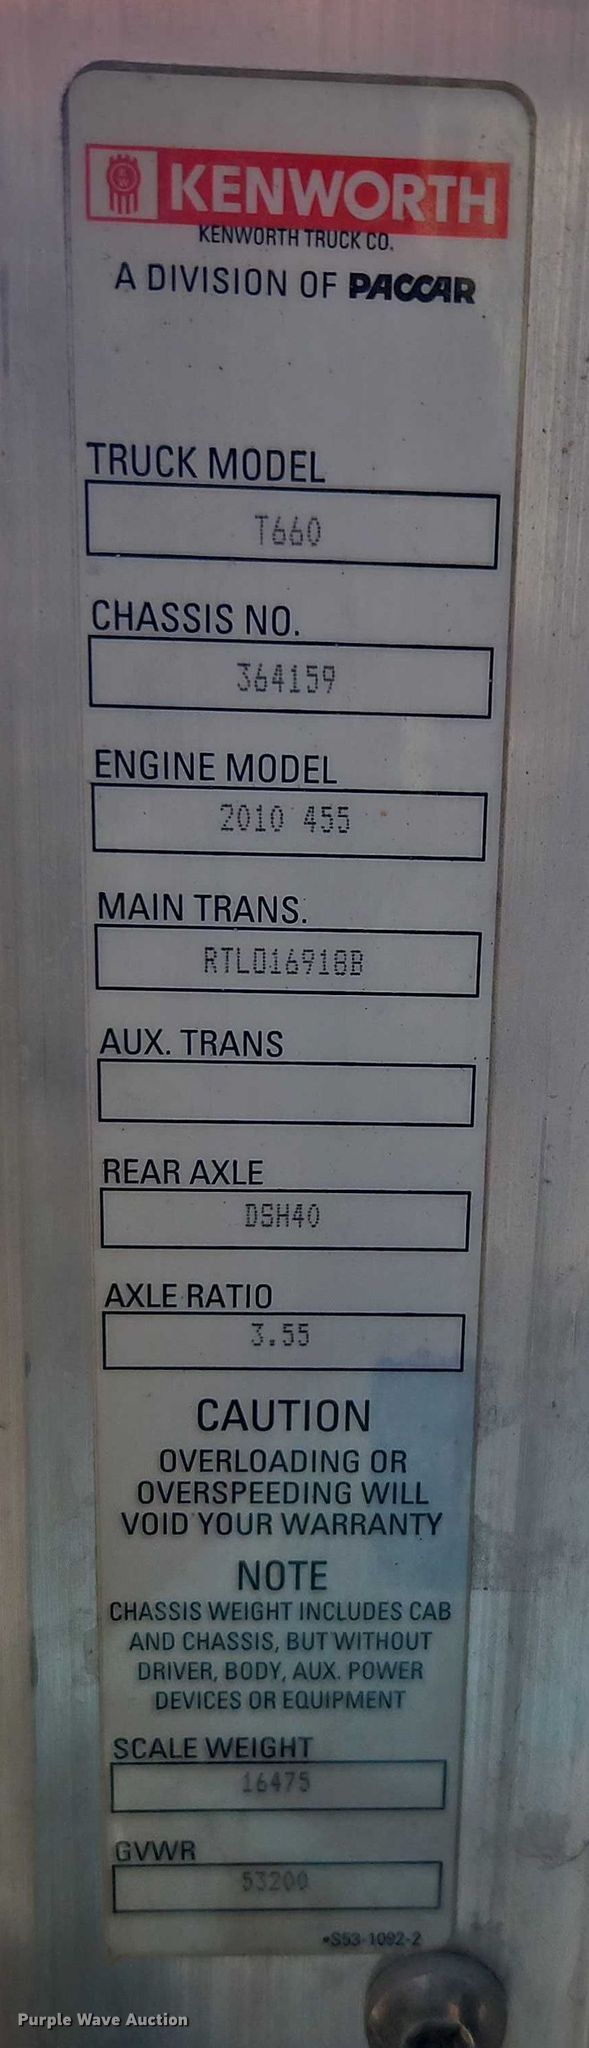 KENWORTH
KENWORTH TRUCK CO.
A DIVISION OF PACCAR
TRUCK MODEL
T660
CHASSIS NO.
364159
ENGINE MODEL
2010 455
MAIN TRANS.
RTLO16918B
AUX. TRANS
REAR AXLE
DSH40
AXLE RATIO
3.55
CAUTION
OVERLOADING OR
OVERSPEEDING WILL
VOID YOUR WARRANTY
NOTE
CHASSIS WEIGHT INCLUDES CAB
AND CHASSIS, BUT WITHOUT
DRIVER, BODY, AUX. POWER
DEVICES OR EQUIPMENT
SCALE WEIGHT
16475
GVWR
53200
•S53-1092-2
Purple Wave Auction